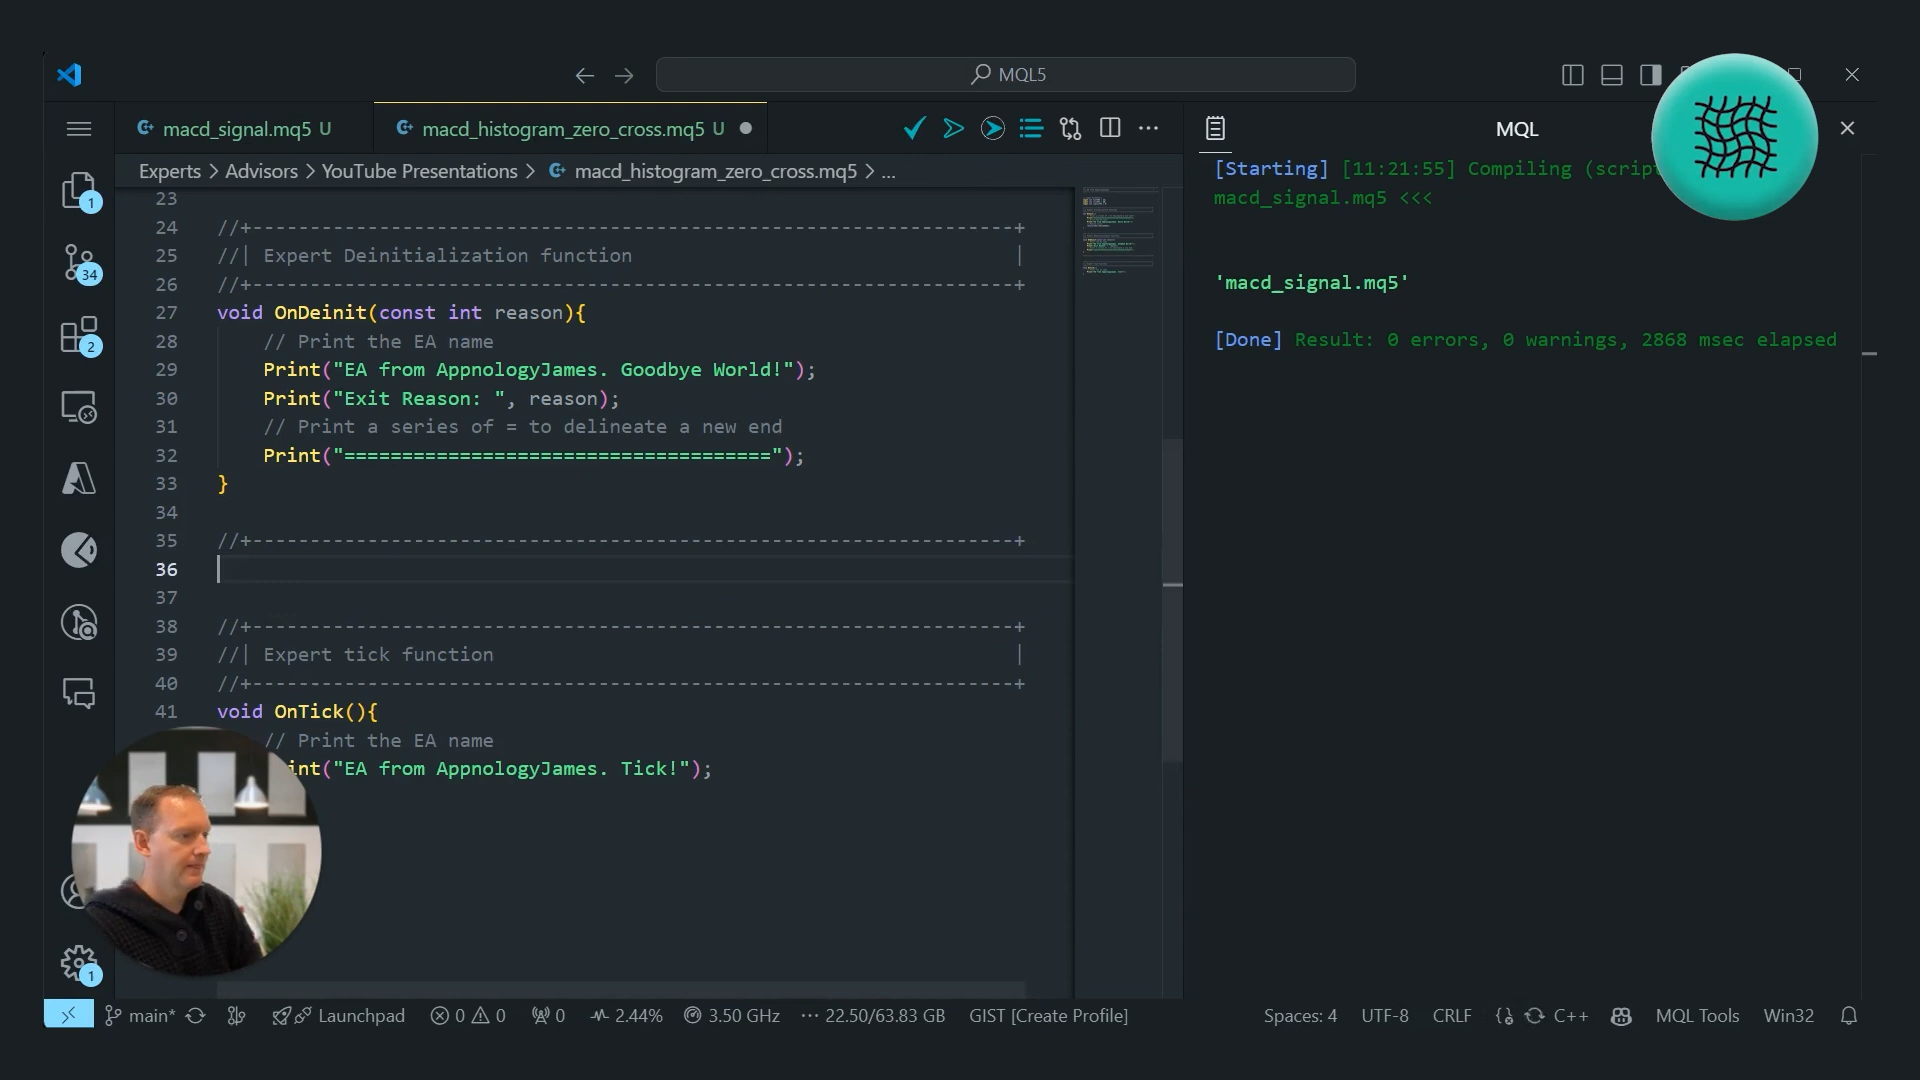 MQL5
macd_signal.mq5 U
macd_histogram_zero_cross.mq5 U
Experts > Advisors > YouTube Presentations > macd_histogram_zero_cross.mq5 > ...
23
24 //+------------------------------------------------------------------+
25 //| Expert Deinitialization function |
26 //+------------------------------------------------------------------+
27 void OnDeinit(const int reason){
28 // Print the EA name
29 Print("EA from AppnologyJames. Goodbye World!");
30 Print("Exit Reason: ", reason);
31 // Print a series of = to delineate a new end
32 Print("=====================================");
33 }
34
35 //+------------------------------------------------------------------+
36
37
38 //+------------------------------------------------------------------+
39 //| Expert tick function |
40 //+------------------------------------------------------------------+
41 void OnTick(){
// Print the EA name
int("EA from AppnologyJames. Tick!");
MQL
[Starting] [11:21:55] Compiling (script
macd_signal.mq5 <<<
'macd_signal.mq5'
[Done] Result: 0 errors, 0 warnings, 2868 msec elapsed
1
34
2
1
main* Launchpad 0 0 0 2.44% 3.50 GHz 22.50/63.83 GB GIST [Create Profile] Spaces: 4 UTF-8 CRLF C++ MQL Tools Win32